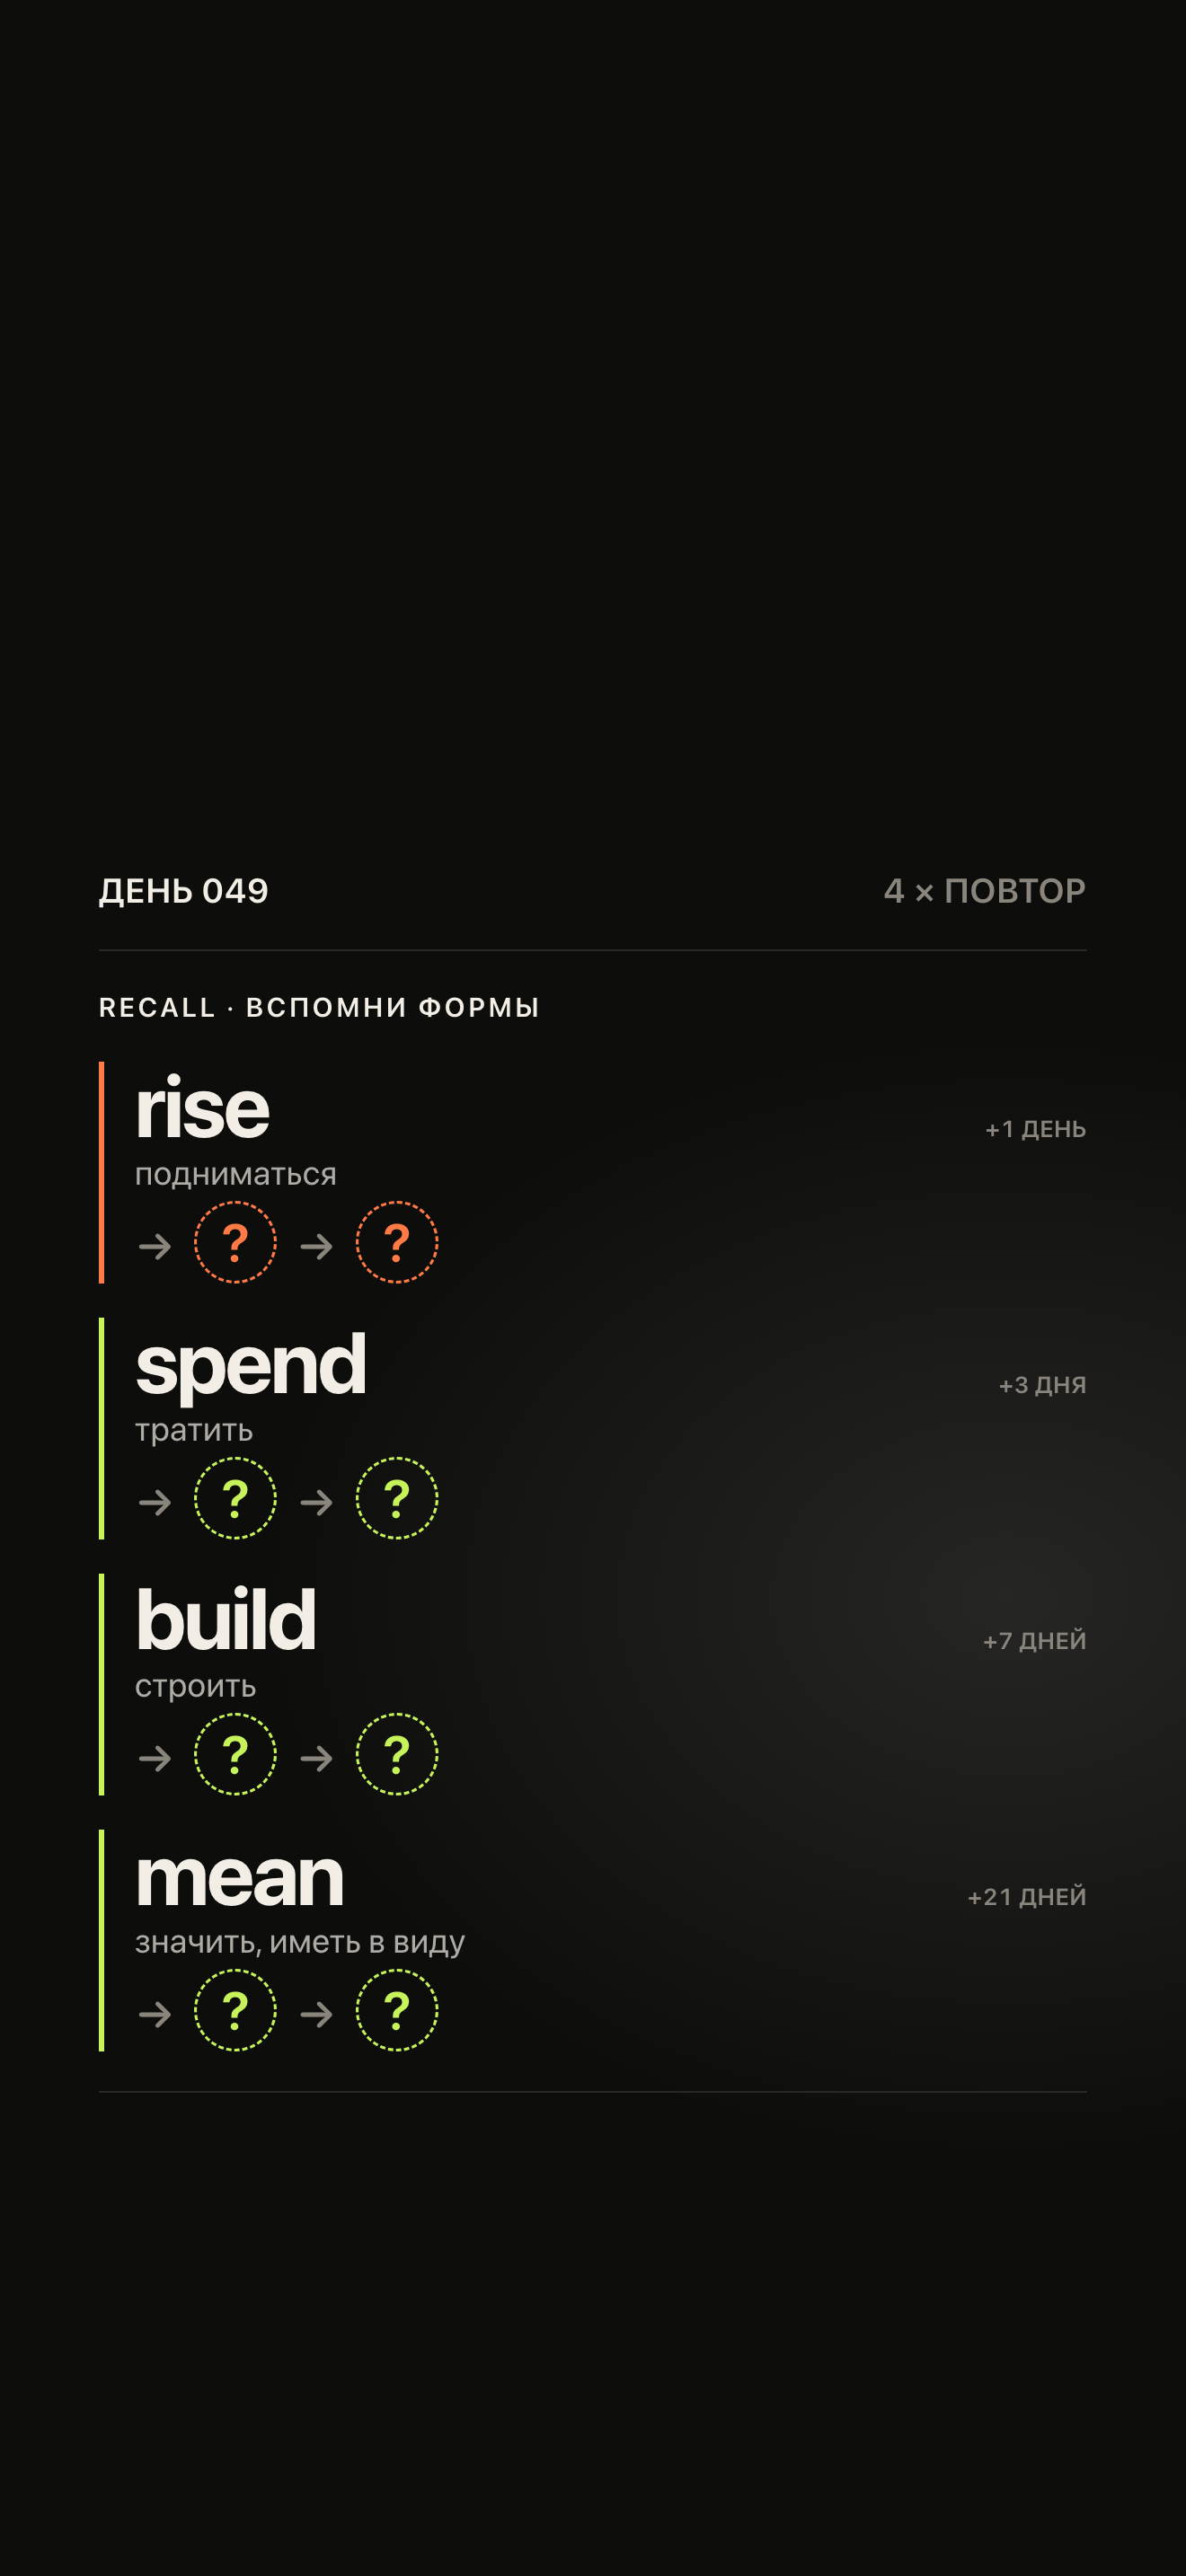 ДЕНЬ 049
4 × ПОВТОР
RECALL · ВСПОМНИ ФОРМЫ
rise
+1 ДЕНЬ
подниматься
→ ? → ?
spend
+3 ДНЯ
тратить
→ ? → ?
build
+7 ДНЕЙ
строить
→ ? → ?
mean
+21 ДНЕЙ
значить, иметь в виду
→ ? → ?